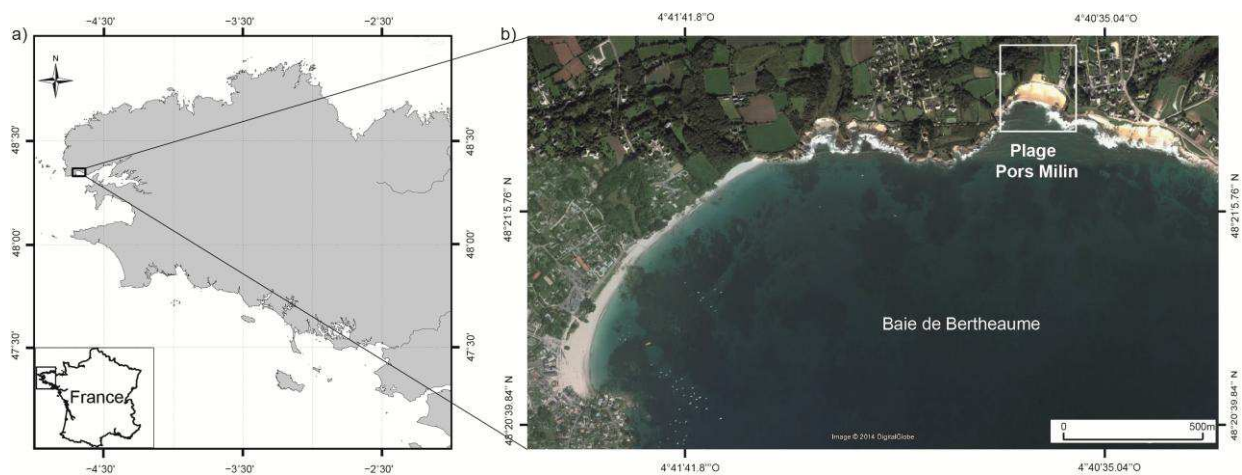 a)
−4˚30'
−3˚30'
−2˚30'
N
48˚30'
48˚30'
48˚00'
48˚00'
47˚30'
47˚30'
France
−4˚30'
−3˚30'
−2˚30'
b)
4°41'41.8"O
4°40'35.04"O
Plage
Pors Milin
48°21'5.76" N
48°21'5.76" N
Baie de Bertheaume
48°20'39.84" N
48°20'39.84" N
Image © 2014 DigitalGlobe
0
500m
4°41'41.8"O
4°40'35.04"O